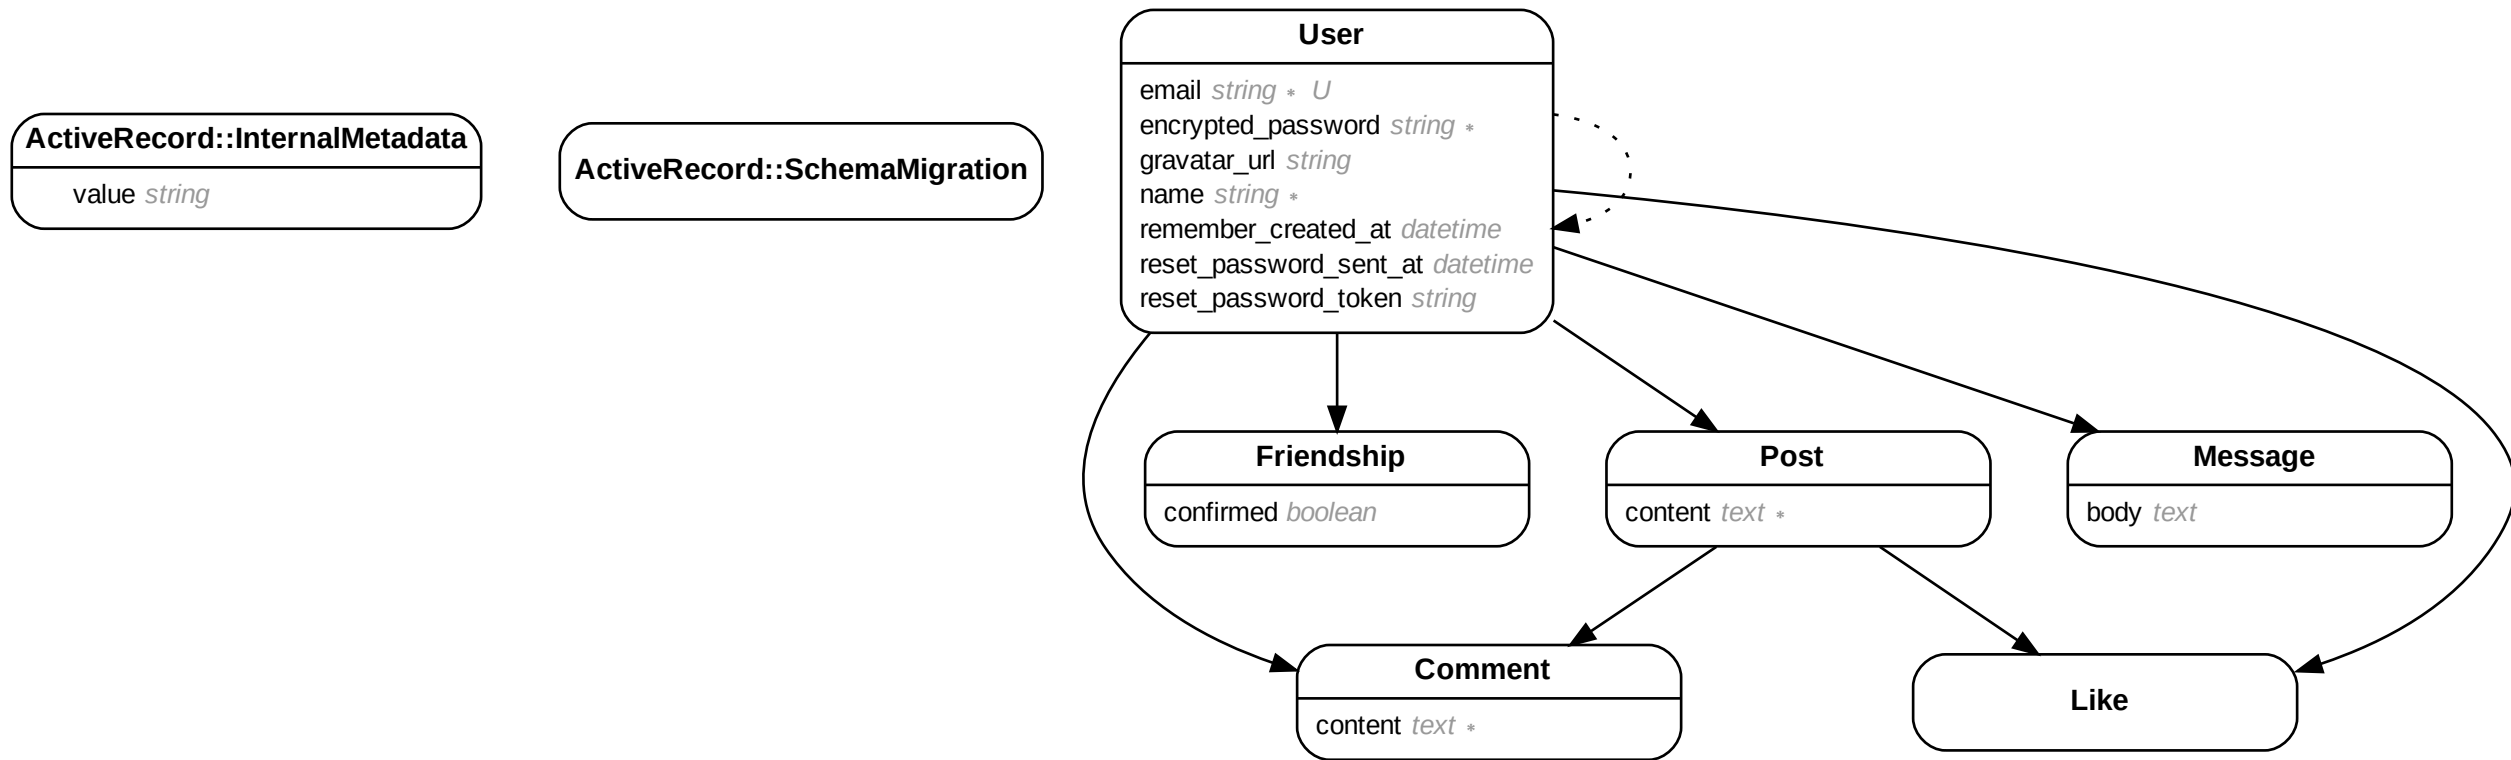 ActiveRecord::InternalMetadata
value string
ActiveRecord::SchemaMigration
User
email string * U
encrypted_password string *
gravatar_url string
name string *
remember_created_at datetime
reset_password_sent_at datetime
reset_password_token string
Friendship
confirmed boolean
Post
content text *
Message
body text
Comment
content text *
Like